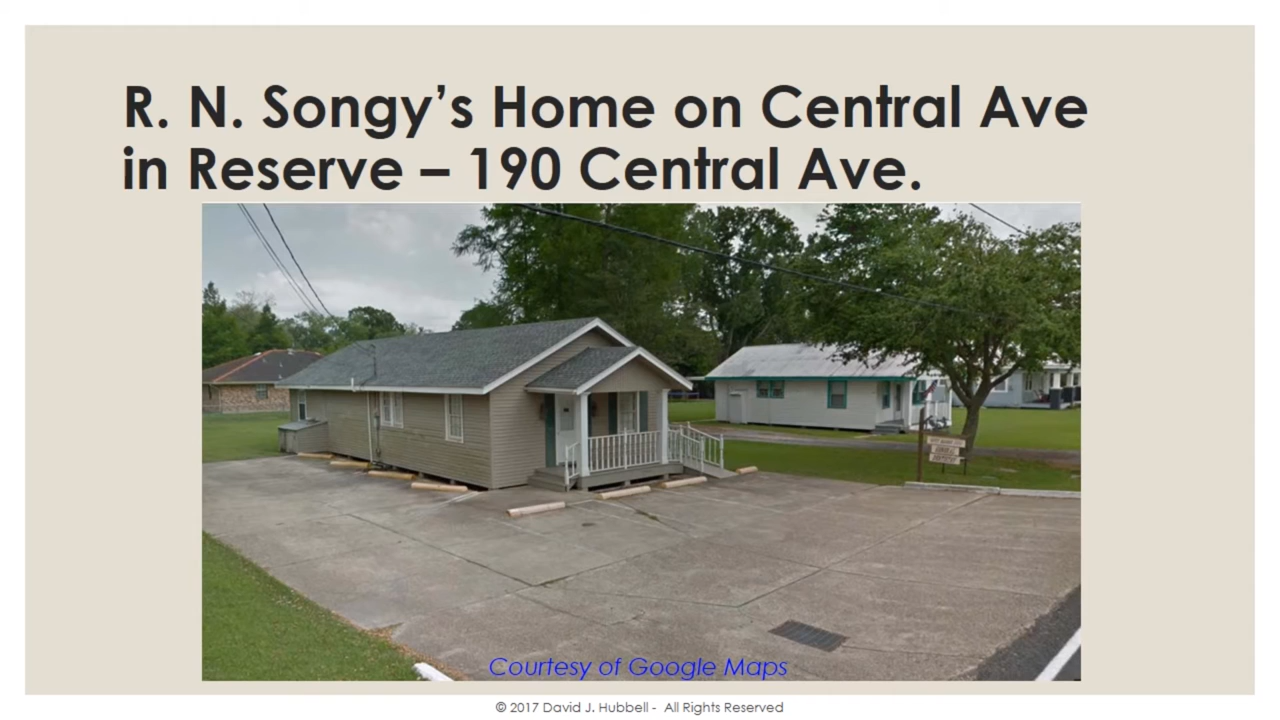 R. N. Songy’s Home on Central Ave
in Reserve – 190 Central Ave.
Courtesy of Google Maps
© 2017 David J. Hubbell - All Rights Reserved